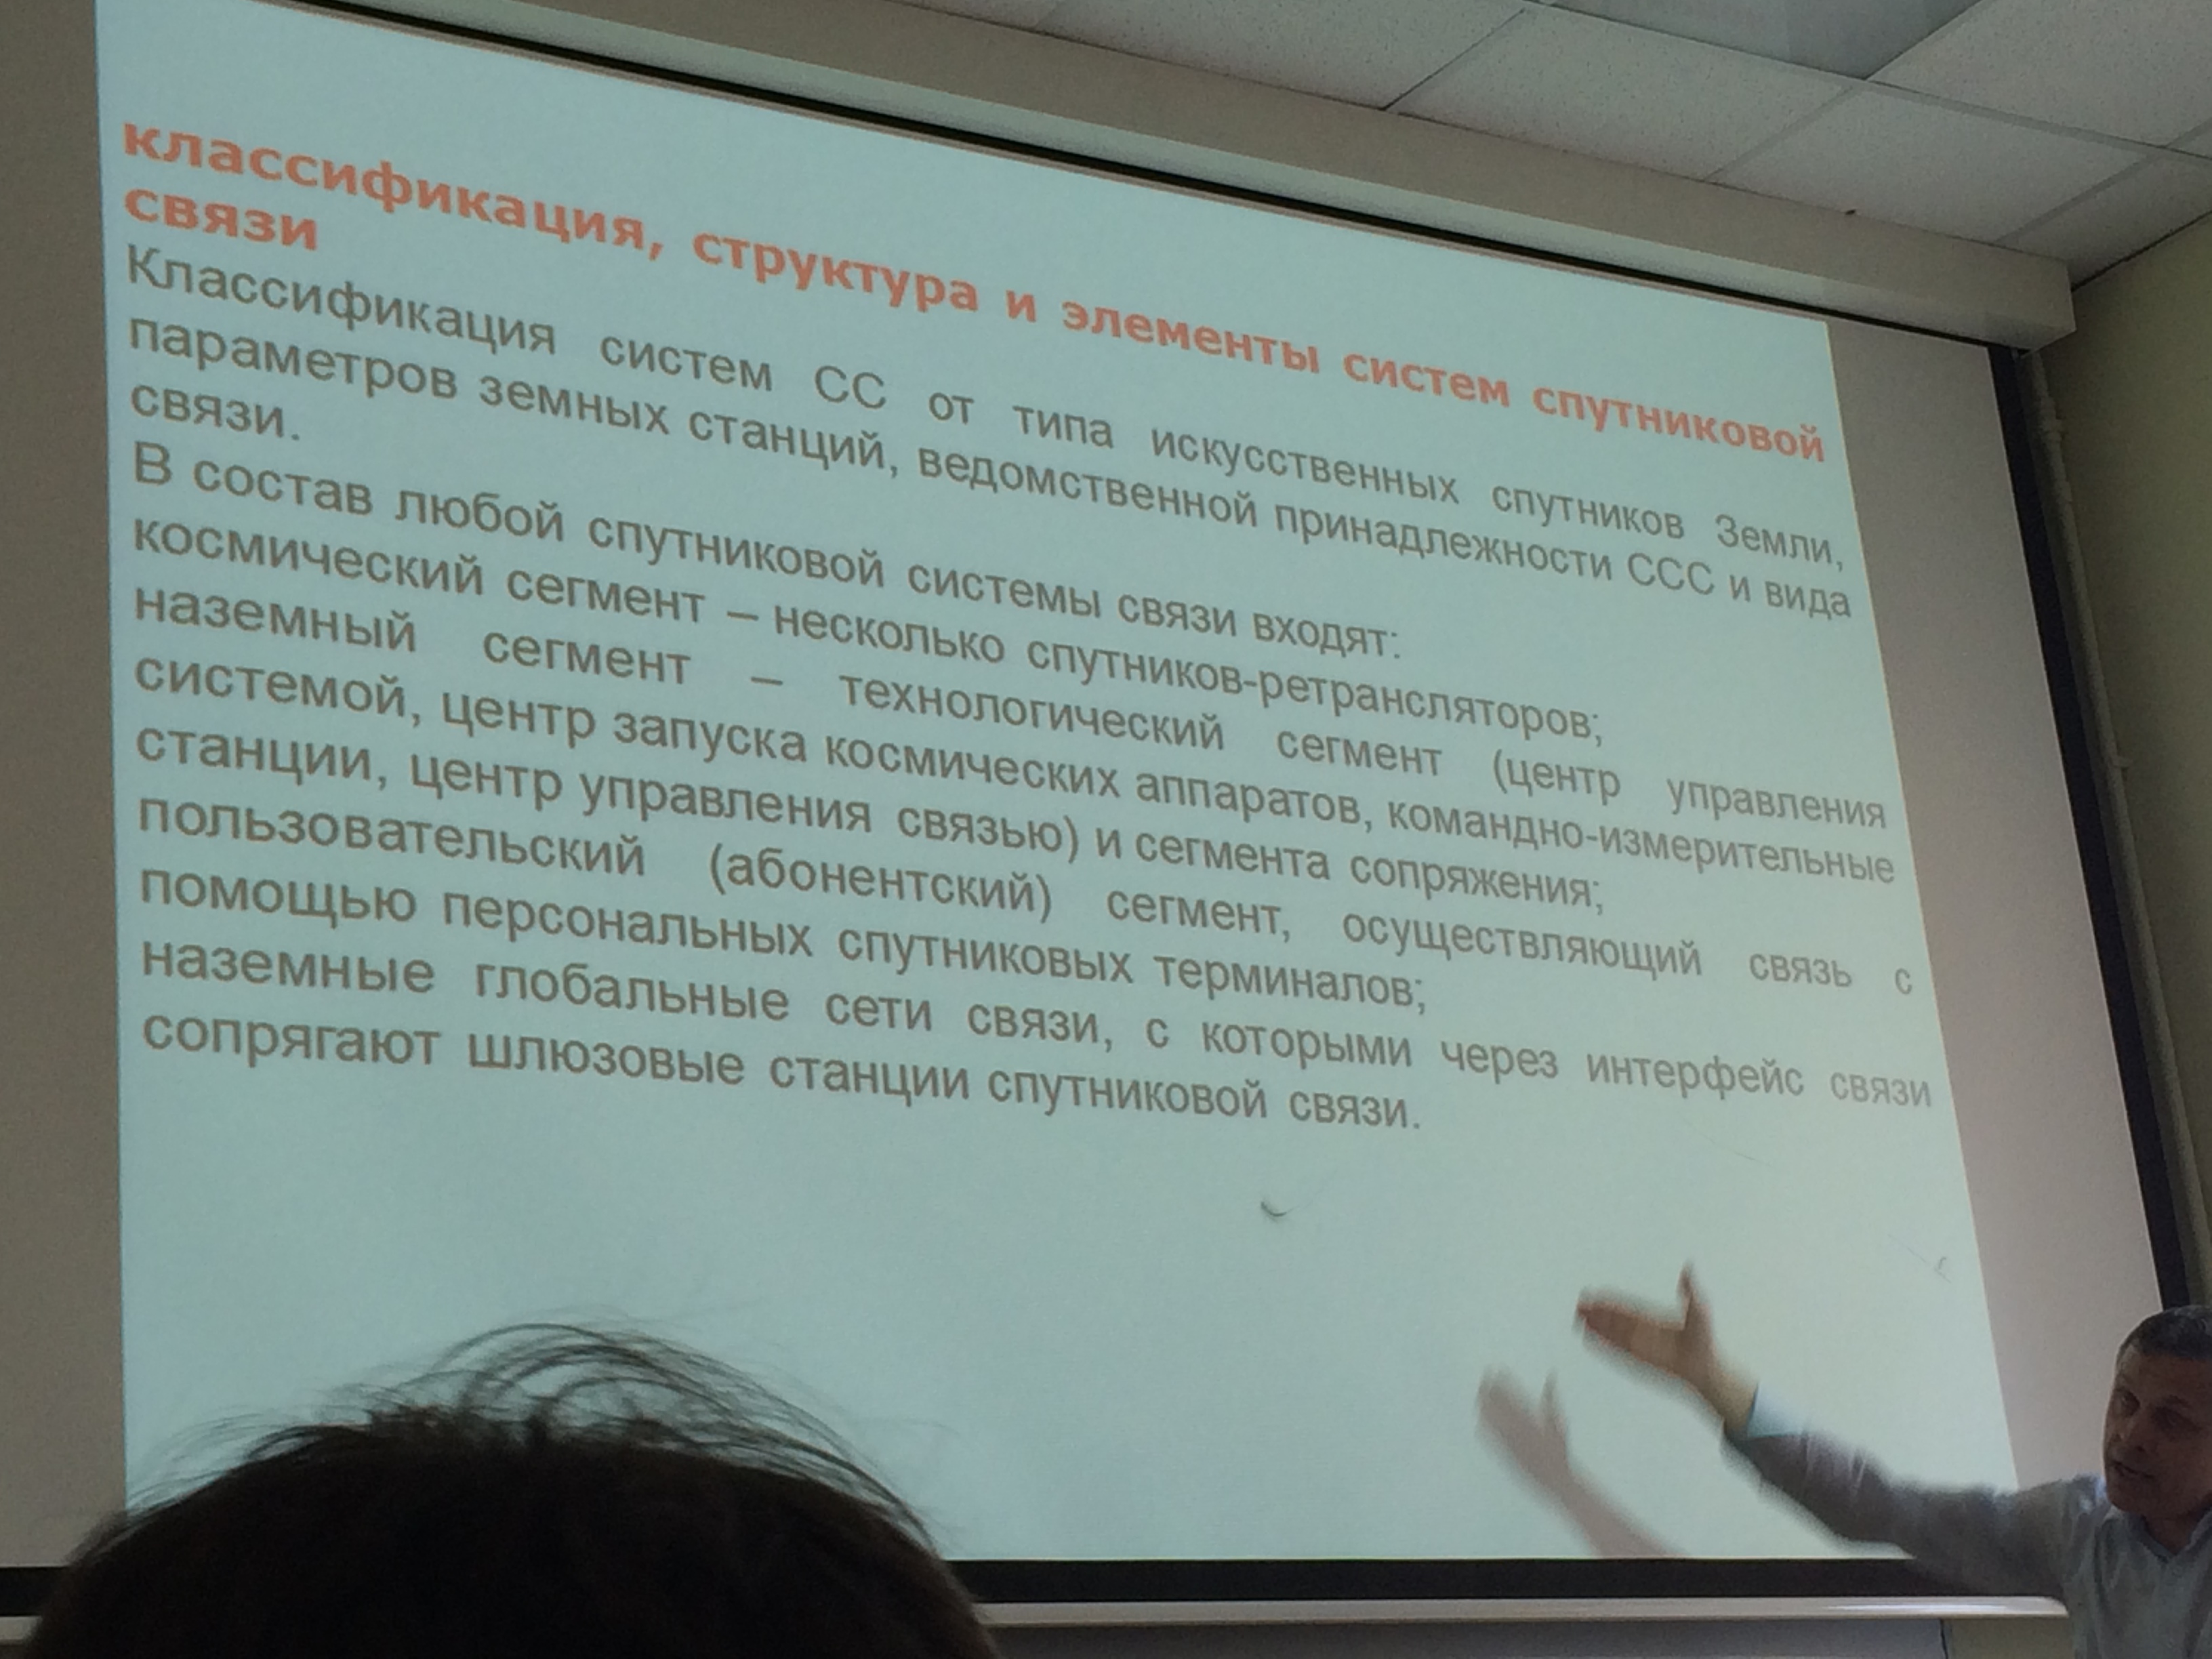 классификация, структура и элементы систем спутниковой
связи
Классификация систем СС от типа искусственных спутников Земли,
параметров земных станций, ведомственной принадлежности ССС и вида
связи.
В состав любой спутниковой системы связи входят:
космический сегмент – несколько спутников-ретрансляторов;
наземный сегмент – технологический сегмент (центр управления
системой, центр запуска космических аппаратов, командно-измерительные
станции, центр управления связью) и сегмента сопряжения;
пользовательский (абонентский) сегмент, осуществляющий связь с
помощью персональных спутниковых терминалов;
наземные глобальные сети связи, с которыми через интерфейс связи
сопрягают шлюзовые станции спутниковой связи.